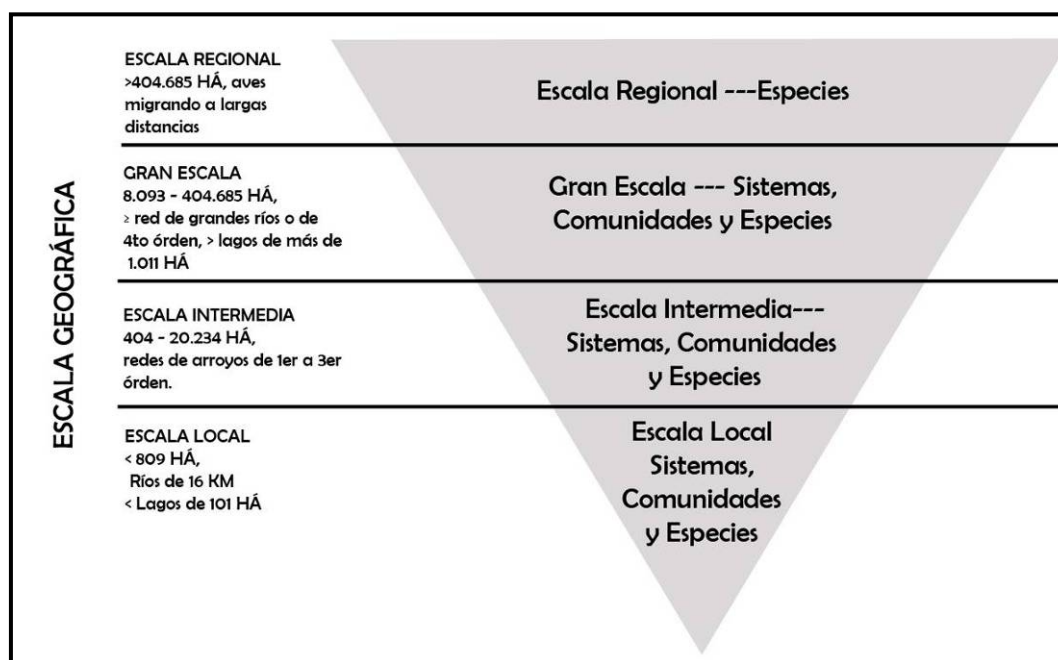 ESCALA GEOGRÁFICA
ESCALA REGIONAL
>404.685 HÁ, aves
migrando a largas
distancias
Escala Regional ---Especies
GRAN ESCALA
8.093 - 404.685 HÁ,
≥ red de grandes ríos o de
4to órden, > lagos de más de
1.011 HÁ
Gran Escala --- Sistemas,
Comunidades y Especies
ESCALA INTERMEDIA
404 - 20.234 HÁ,
redes de arroyos de 1er a 3er
órden.
Escala Intermedia---
Sistemas, Comunidades
y Especies
ESCALA LOCAL
< 809 HÁ,
Ríos de 16 KM
< Lagos de 101 HÁ
Escala Local
Sistemas,
Comunidades
y Especies